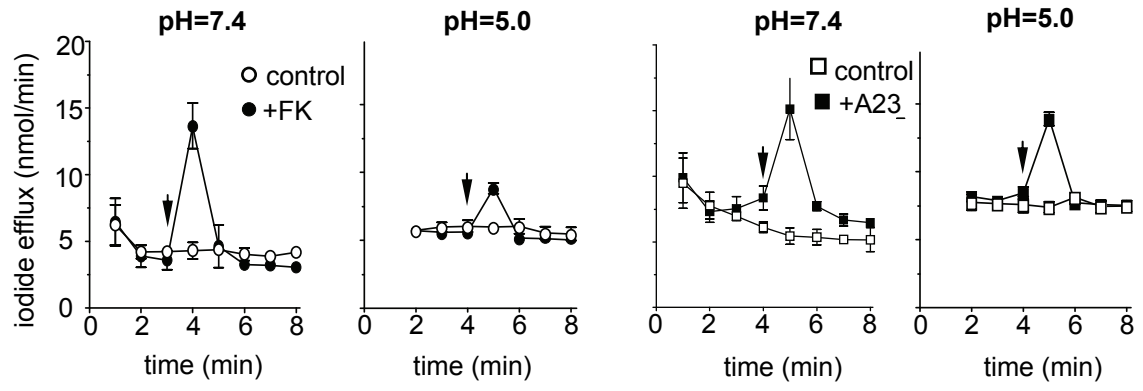 pH=7.4
pH=5.0
pH=7.4
pH=5.0
iodide efflux (nmol/min)
20
15
10
5
0
control
+FK
control
+A23_
0 2 4 6 8
0 2 4 6 8
0 2 4 6 8
0 2 4 6 8
time (min)
time (min)
time (min)
time (min)